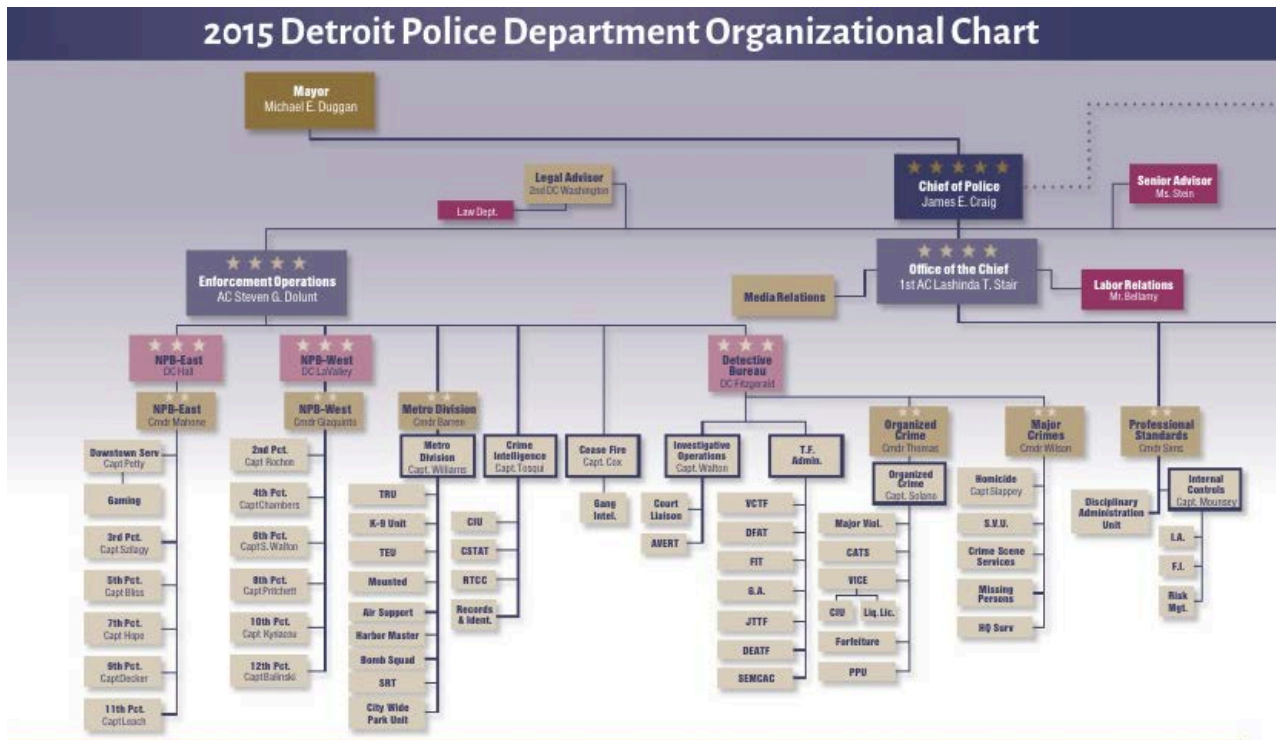 2015 Detroit Police Department Organizational Chart
Mayor
Michael E. Duggan
Chief of Police
James E. Craig
Legal Advisor
2nd DC Washington
Law Dept.
Senior Advisor
Ms. Stein
Enforcement Operations
AC Steven G. Dolunt
Office of the Chief
1st AC Lashinda T. Stair
Media Relations
Labor Relations
Mr. Bellamy
NPB-East
DC Hall
NPB-West
DC LaValley
Detective
Bureau
DC Fitzgerald
NPB-East
Cmdr Mahone
NPB-West
Cmdr Giaquinto
Metro Division
Cmdr Barren
Organized
Crime
Cmdr Thomas
Major
Crimes
Cmdr Wilson
Professional
Standards
Cmdr Sims
Downtown Serv
Capt Petty
Gaming
3rd Pct.
Capt Szilagy
5th Pct.
Capt Bliss
7th Pct.
Capt Hope
9th Pct.
Capt Decker
11th Pct.
Capt Leach
2nd Pct.
Capt Rochon
4th Pct.
Capt Chambers
6th Pct.
Capt S. Walton
8th Pct.
Capt Pritchett
10th Pct.
Capt Kyriacou
12th Pct.
Capt Balinski
Metro
Division
Capt. Williams
TRU
K-9 Unit
TEU
Mounted
Air Support
Harbor Master
Bomb Squad
SRT
City Wide
Park Unit
Crime
Intelligence
Capt. Tosqui
CIU
CSTAT
RTCC
Records
& Ident.
Cease Fire
Capt. Cox
Gang
Intel.
Investigative
Operations
Capt. Walton
Court
Liaison
AVERT
T.F.
Admin.
VCTF
DFAT
FIT
G.A.
JTTF
DEATF
SEMCAC
Organized
Crime
Capt. Solano
Major Viol.
CATS
VICE
CIU
Liq. Lic.
Forfeiture
PPU
Homicide
Capt Slappey
S.V.U.
Crime Scene
Services
Missing
Persons
HQ Surv
Disciplinary
Administration
Unit
Internal
Controls
Capt. Mounsey
I.A.
F.I.
Risk
Mgt.